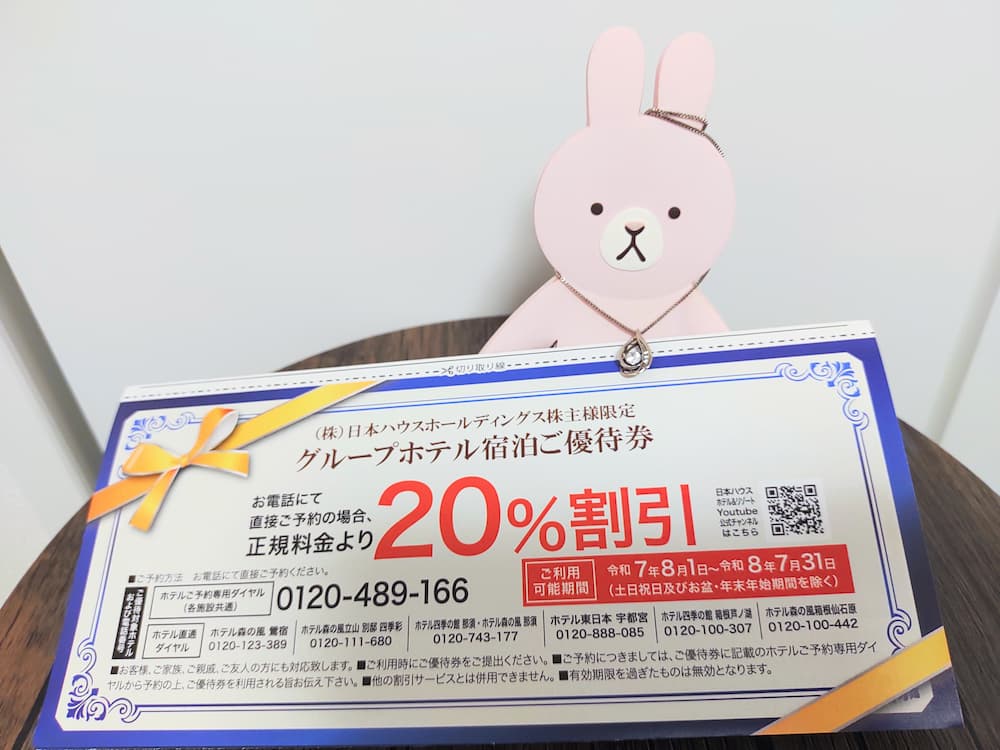 切り取り線
(株)日本ハウスホールディングス株主様限定
グループホテル宿泊ご優待券
お電話にて
直接ご予約の場合、
正規料金より
20%割引
日本ハウス
ホテル&リゾート
Youtube
公式チャンネル
はこちら
ご利用
可能期間
令和7年8月1日~令和8年7月31日
(土日祝日及びお盆・年末年始期間を除く)
■ご予約方法 お電話にて直接ご予約ください。
ご優待対象ホテル
および電話番号
ホテルご予約専用ダイヤル
(各施設共通)
0120-489-166
ホテル直通
ダイヤル
ホテル森の風 鶯宿
0120-123-389
ホテル森の風立山 別邸 四季彩
0120-111-680
ホテル四季の館 那須・ホテル森の風 那須
0120-743-177
ホテル東日本 宇都宮
0120-888-085
ホテル四季の館 箱根芦ノ湖
0120-100-307
ホテル森の風箱根仙石原
0120-100-442
■お客様、ご家族、ご親戚、ご友人の方にも対応致します。■ご利用時にご優待券をご提出ください。■ご予約につきましては、ご優待券に記載のホテルご予約専用ダイ
ヤルから予約の上、ご優待券を利用される旨お伝え下さい。■他の割引サービスとは併用できません。■有効期限を過ぎたものは無効となります。